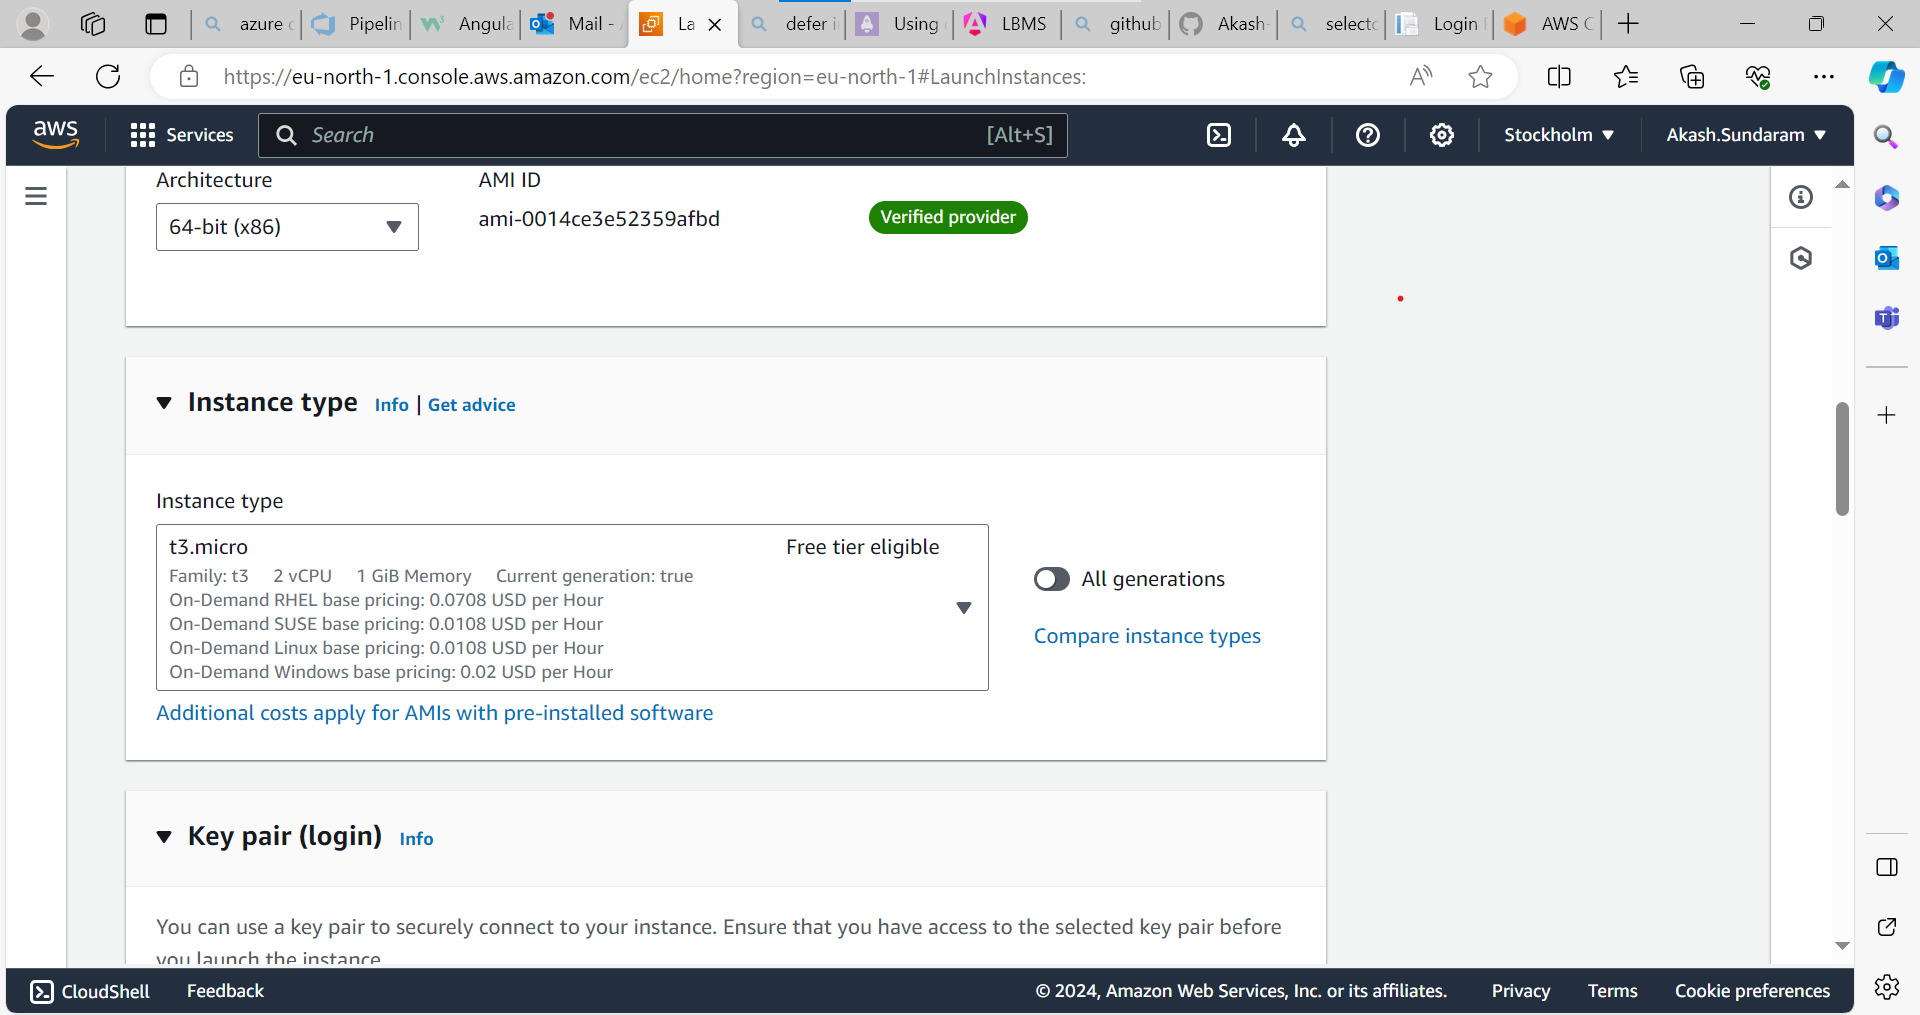 azure
Pipelin
Angula
Mail -
La
defer i
Using
LBMS
github
Akash-
selecto
Login
AWS C
https://eu-north-1.console.aws.amazon.com/ec2/home?region=eu-north-1#LaunchInstances:
aws
Services
Search
[Alt+S]
Stockholm
Akash.Sundaram
Architecture
AMI ID
64-bit (x86)
ami-0014ce3e52359afbd
Verified provider
Instance type Info | Get advice
Instance type
t3.micro Free tier eligible
Family: t3 2 vCPU 1 GiB Memory Current generation: true
On-Demand RHEL base pricing: 0.0708 USD per Hour
On-Demand SUSE base pricing: 0.0108 USD per Hour
On-Demand Linux base pricing: 0.0108 USD per Hour
On-Demand Windows base pricing: 0.02 USD per Hour
All generations
Compare instance types
Additional costs apply for AMIs with pre-installed software
Key pair (login) Info
You can use a key pair to securely connect to your instance. Ensure that you have access to the selected key pair before
you launch the instance.
CloudShell
Feedback
© 2024, Amazon Web Services, Inc. or its affiliates.
Privacy
Terms
Cookie preferences